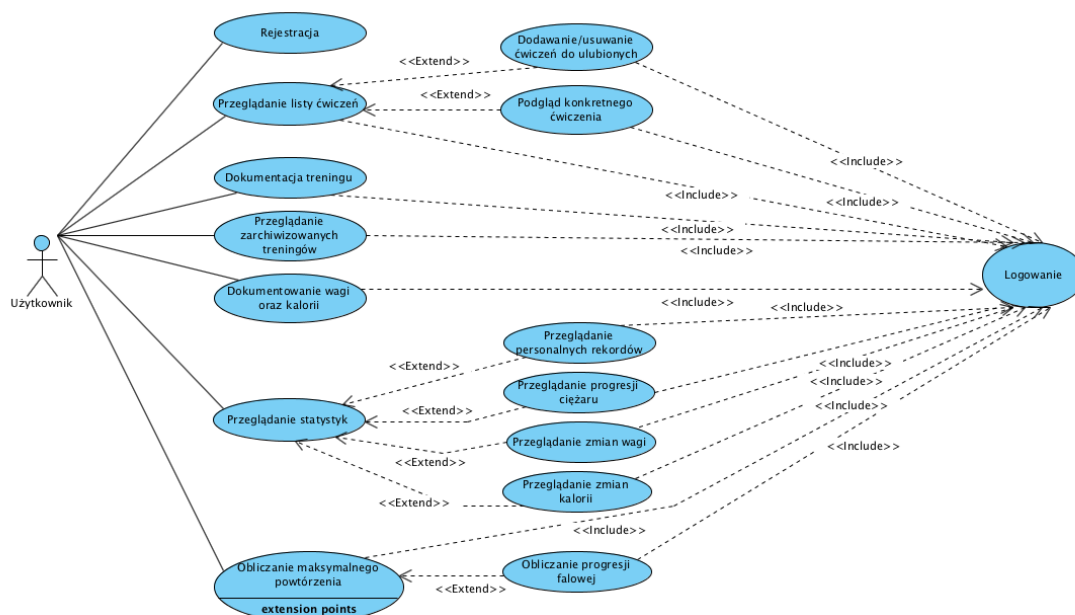 Rejestracja
Dodawanie/usuwanie
ćwiczeń do ulubionych
<<Extend>>
Przeglądanie listy ćwiczeń
<<Extend>>
Podgląd konkretnego
ćwiczenia
<<Include>>
Dokumentacja treningu
<<Include>>
<<Include>>
Przeglądanie
zarchiwizowanych
treningów
<<Include>>
<<Include>>
Użytkownik
Dokumentowanie wagi
oraz kalorii
Logowanie
<<Include>>
Przeglądanie
personalnych rekordów
<<Extend>>
<<Include>>
Przeglądanie progresji
ciężaru
<<Include>>
<<Extend>>
<<Include>>
Przeglądanie statystyk
Przeglądanie zmian wagi
<<Include>>
<<Extend>>
Przeglądanie zmian
kalorii
<<Extend>>
<<Include>>
Obliczanie maksymalnego
powtórzenia
Obliczanie progresji
falowej
<<Extend>>
extension points